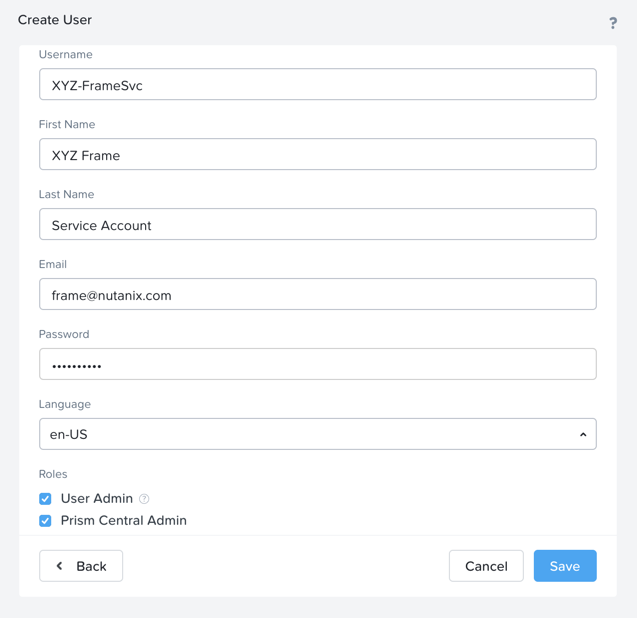 Create User
?
Username
XYZ-FrameSvc
First Name
XYZ Frame
Last Name
Service Account
Email
frame@nutanix.com
Password
••••••••••
Language
en-US
Roles
User Admin ?
Prism Central Admin
Back Cancel Save